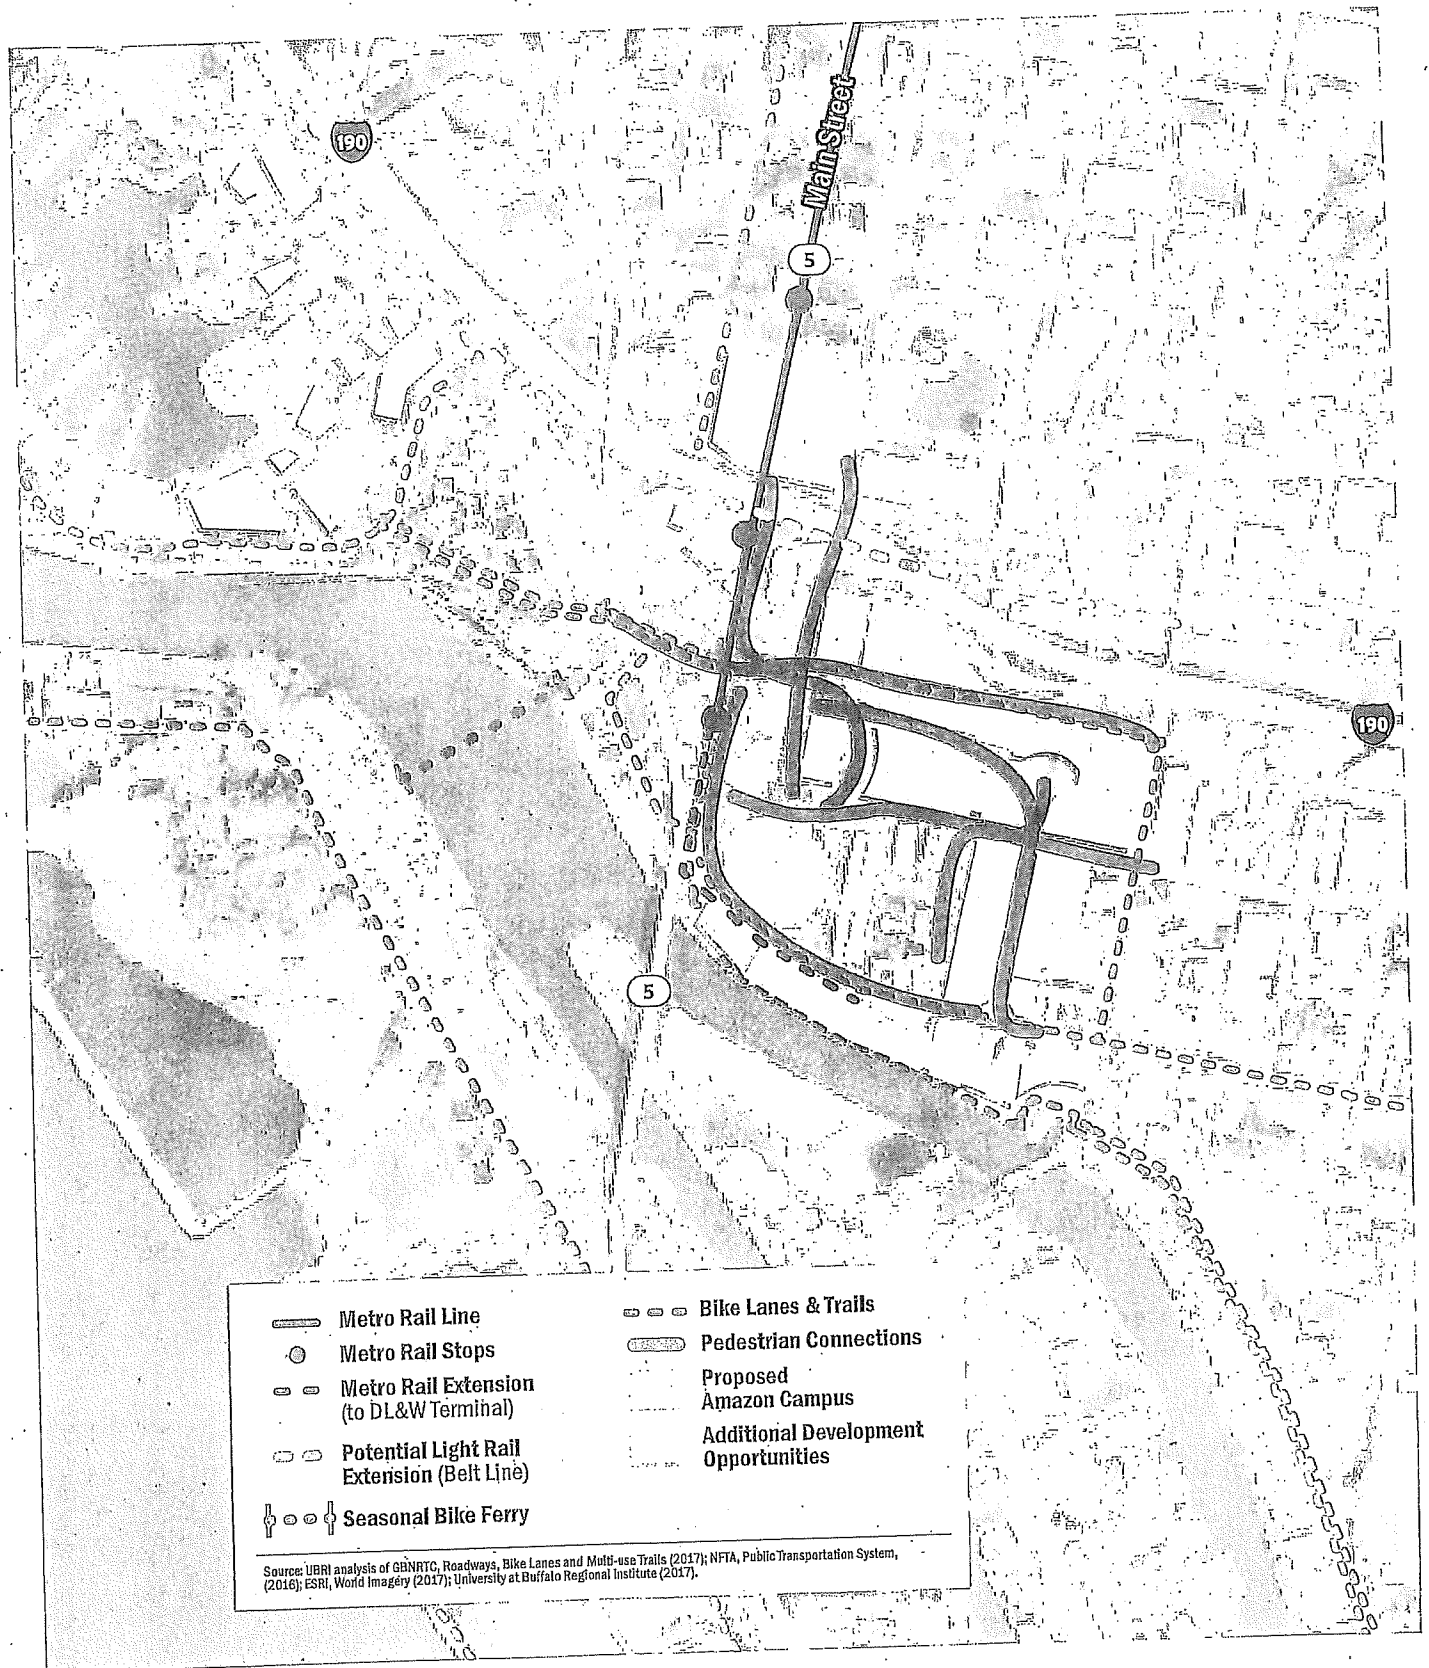 190
Main Street
5
190
5
Metro Rail Line
Metro Rail Stops
Metro Rail Extension
(to DL&W Terminal)
Potential Light Rail
Extension (Belt Line)
Seasonal Bike Ferry
Bike Lanes & Trails
Pedestrian Connections
Proposed
Amazon Campus
Additional Development
Opportunities
Source: UBRI analysis of GBNRTC, Roadways, Bike Lanes and Multi-use Trails (2017); NFTA, Public Transportation System,
(2016); ESRI, World Imagery (2017); University at Buffalo Regional Institute (2017).